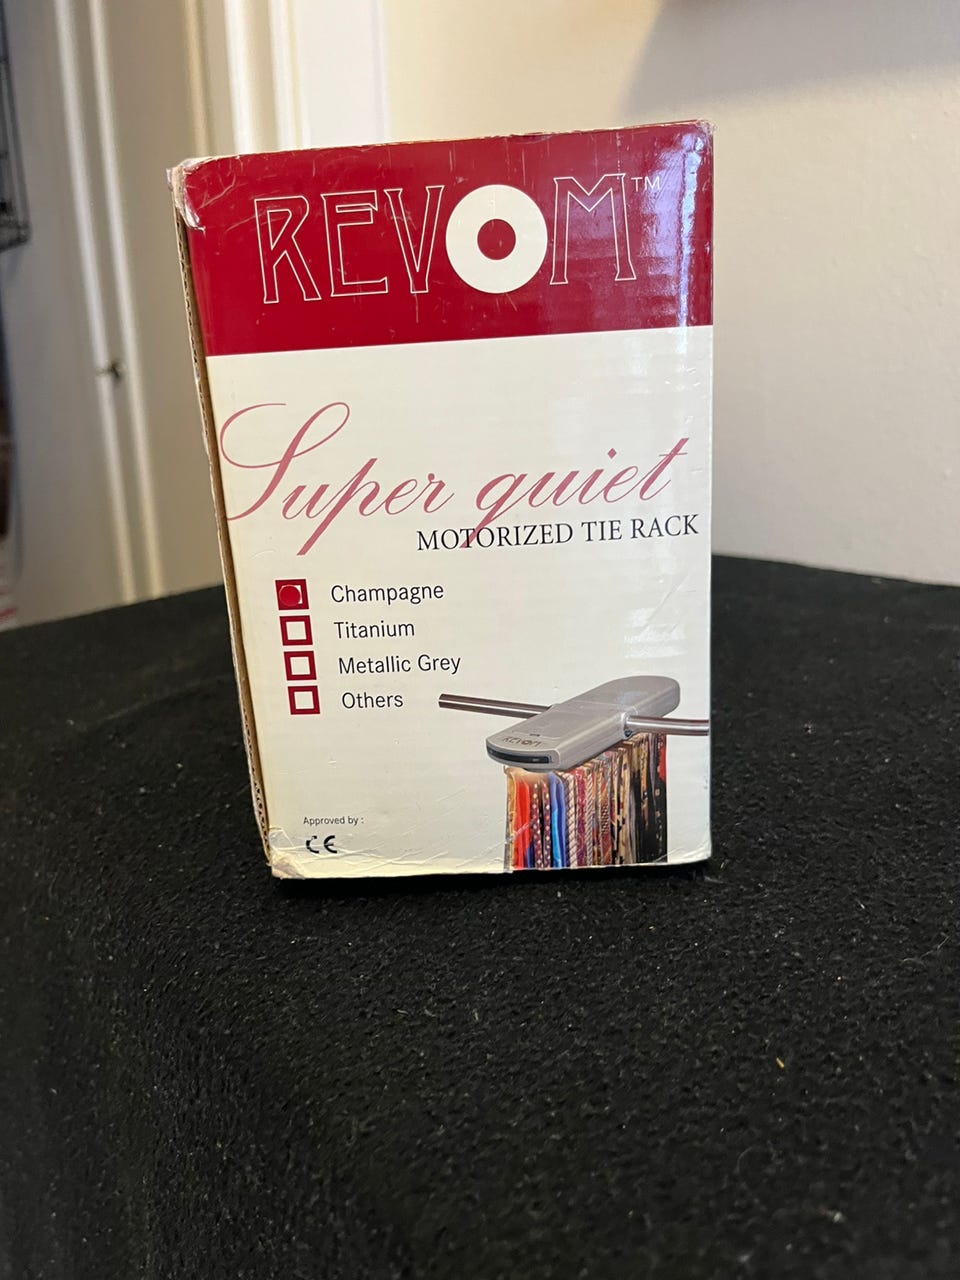 REVOM™
Super quiet
MOTORIZED TIE RACK
Champagne
Titanium
Metallic Grey
Others
REVOM
Approved by :
CE